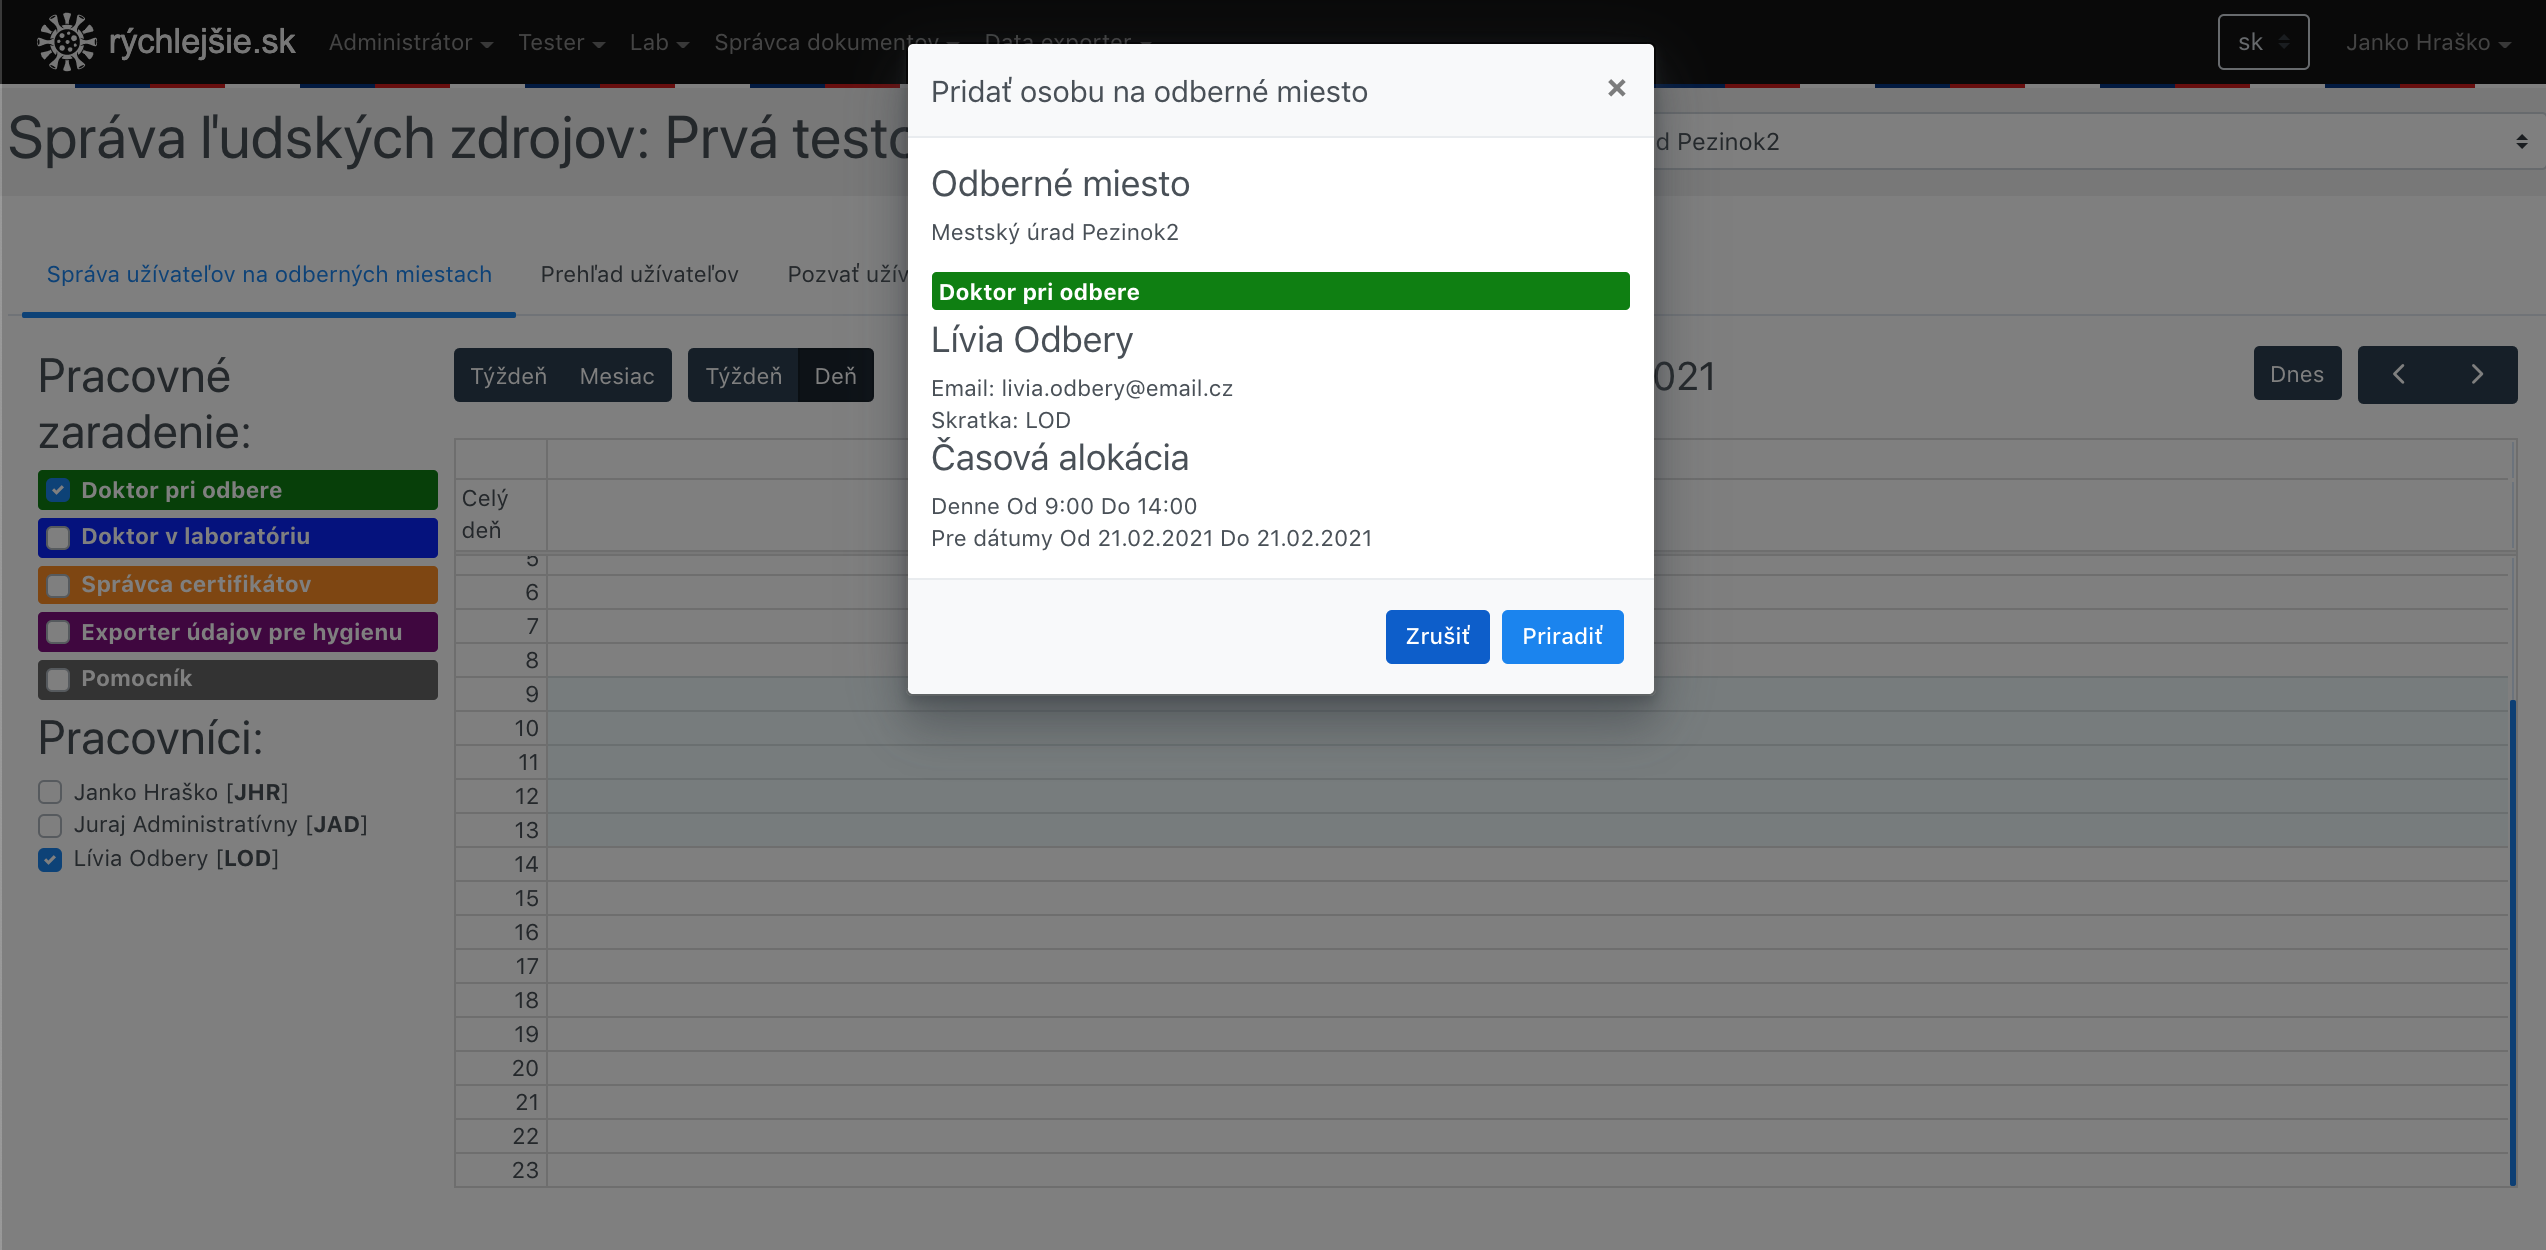 rýchlejšie.sk
Administrátor
Tester
Lab
Správca dokumentov
Data exporter
sk
Janko Hraško
Správa ľudských zdrojov: Prvá
Pezinok2
Správa užívateľov na odberných miestach
Prehľad užívateľov
Pozvať
Pracovné
zaradenie:
Doktor pri odbere
Doktor v laboratóriu
Správca certifikátov
Exporter údajov pre hygienu
Pomocník
Pracovníci:
Janko Hraško [JHR]
Juraj Administratívny [JAD]
Lívia Odbery [LOD]
Týždeň
Mesiac
Týždeň
Deň
021
Dnes
Celý
deň
5
6
7
8
9
10
11
12
13
14
15
16
17
18
19
20
21
22
23
Pridať osobu na odberné miesto
×
Odberné miesto
Mestský úrad Pezinok2
Doktor pri odbere
Lívia Odbery
Email: livia.odbery@email.cz
Skratka: LOD
Časová alokácia
Denne Od 9:00 Do 14:00
Pre dátumy Od 21.02.2021 Do 21.02.2021
Zrušiť
Priradiť